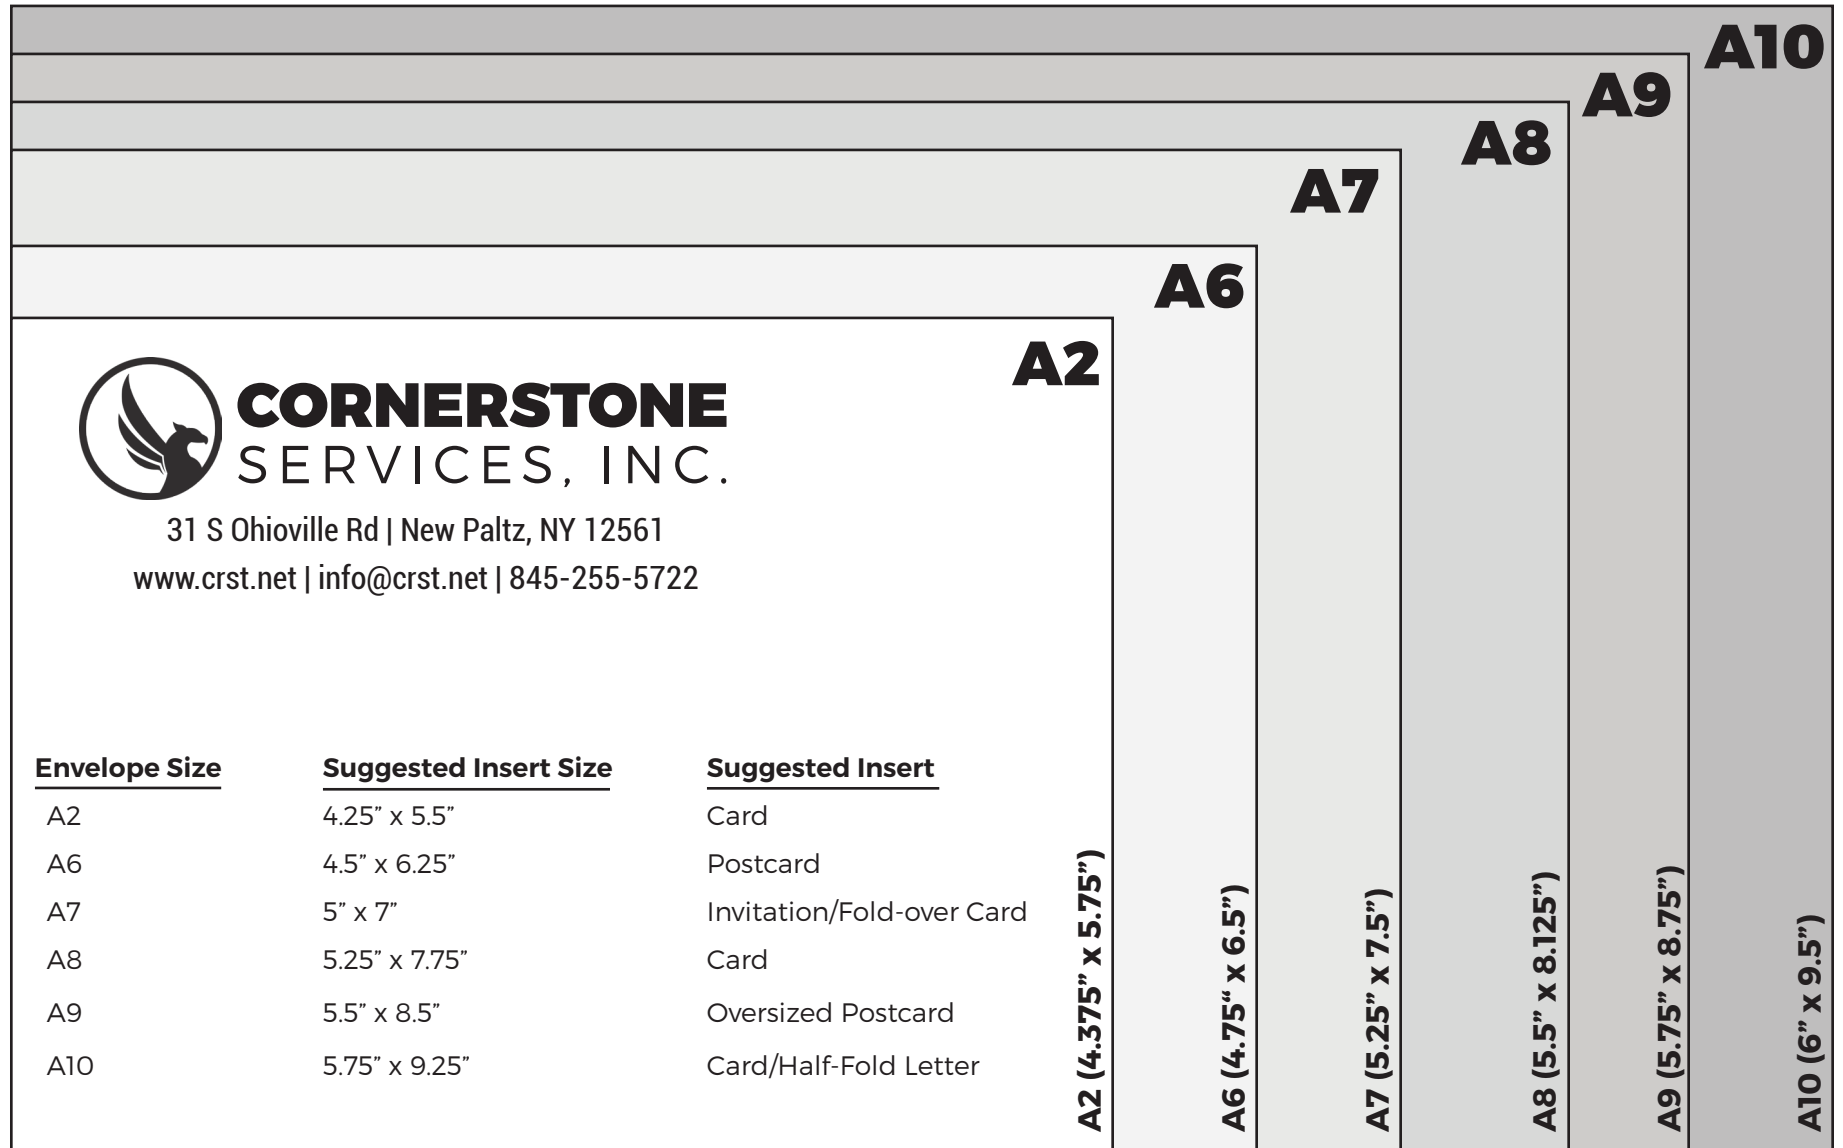 A10
A9
A8
A7
A6
A2
CORNERSTONE
SERVICES, INC.
31 S Ohioville Rd | New Paltz, NY 12561
www.crst.net | info@crst.net | 845-255-5722
Envelope Size Suggested Insert Size Suggested Insert
A2 4.25” x 5.5” Card
A6 4.5” x 6.25” Postcard
A7 5” x 7” Invitation/Fold-over Card
A8 5.25” x 7.75” Card
A9 5.5” x 8.5” Oversized Postcard
A10 5.75” x 9.25” Card/Half-Fold Letter
A2 (4.375” x 5.75”)
A6 (4.75“ x 6.5”)
A7 (5.25” x 7.5”)
A8 (5.5” x 8.125”)
A9 (5.75” x 8.75”)
A10 (6” x 9.5”)